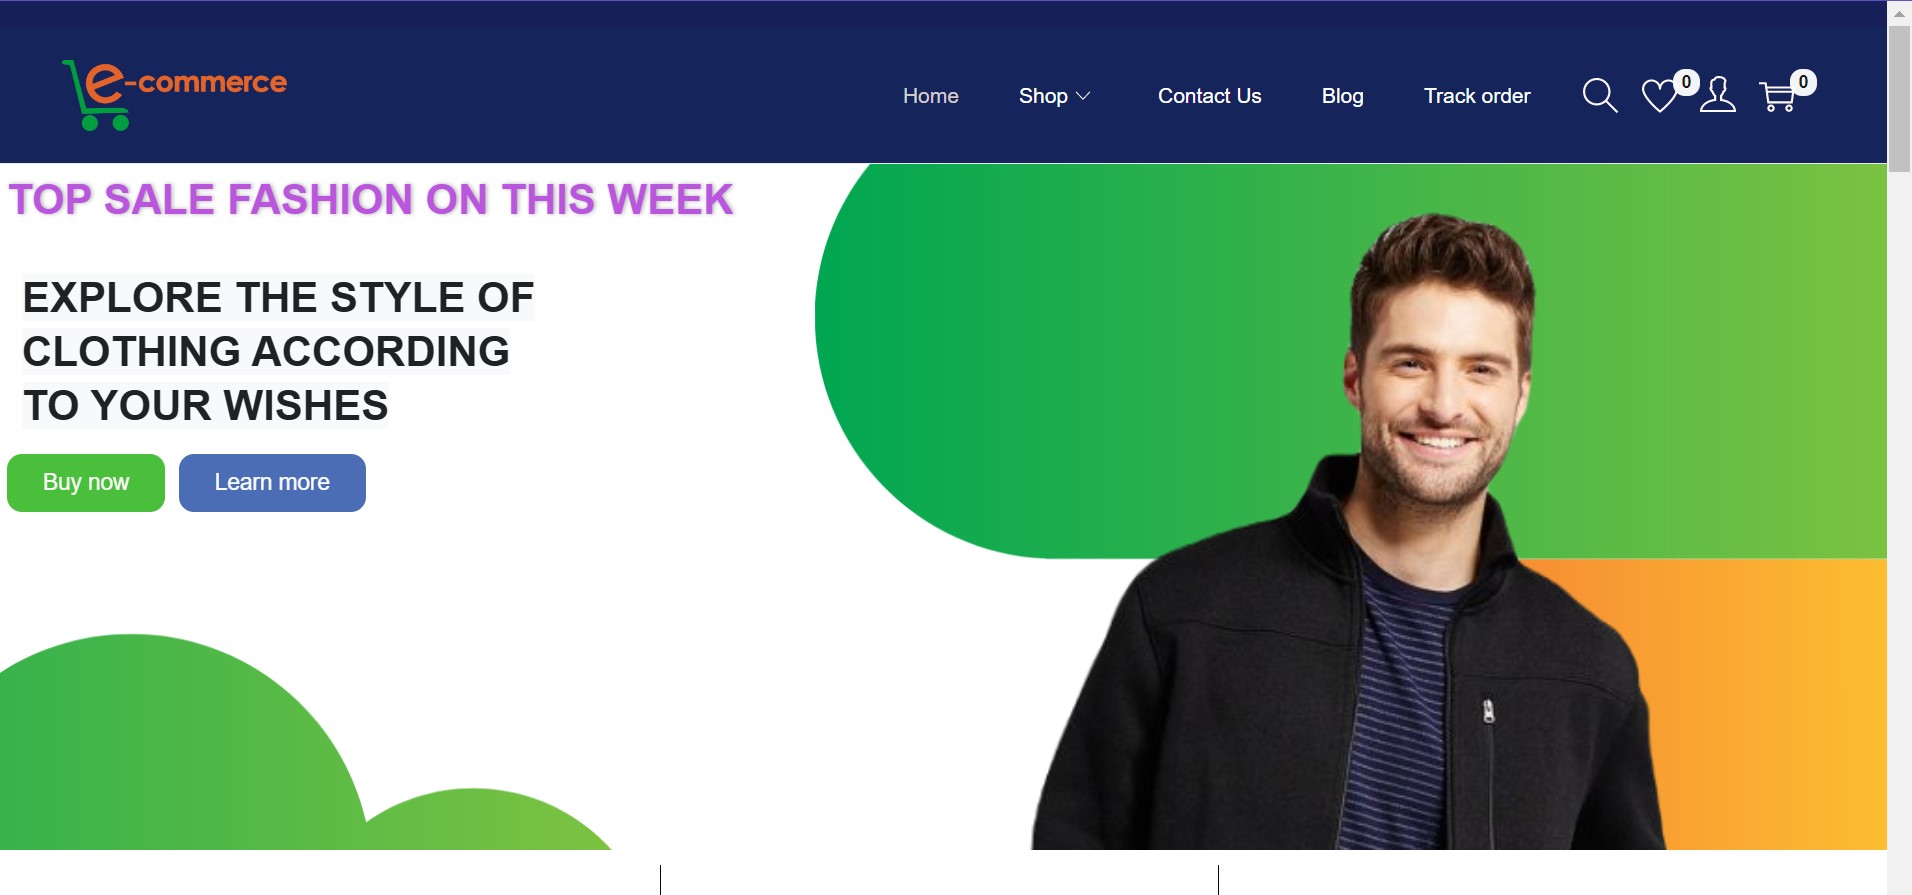 e-commerce
Home
Shop
Contact Us
Blog
Track order
0
0
TOP SALE FASHION ON THIS WEEK
EXPLORE THE STYLE OF
CLOTHING ACCORDING
TO YOUR WISHES
Buy now
Learn more